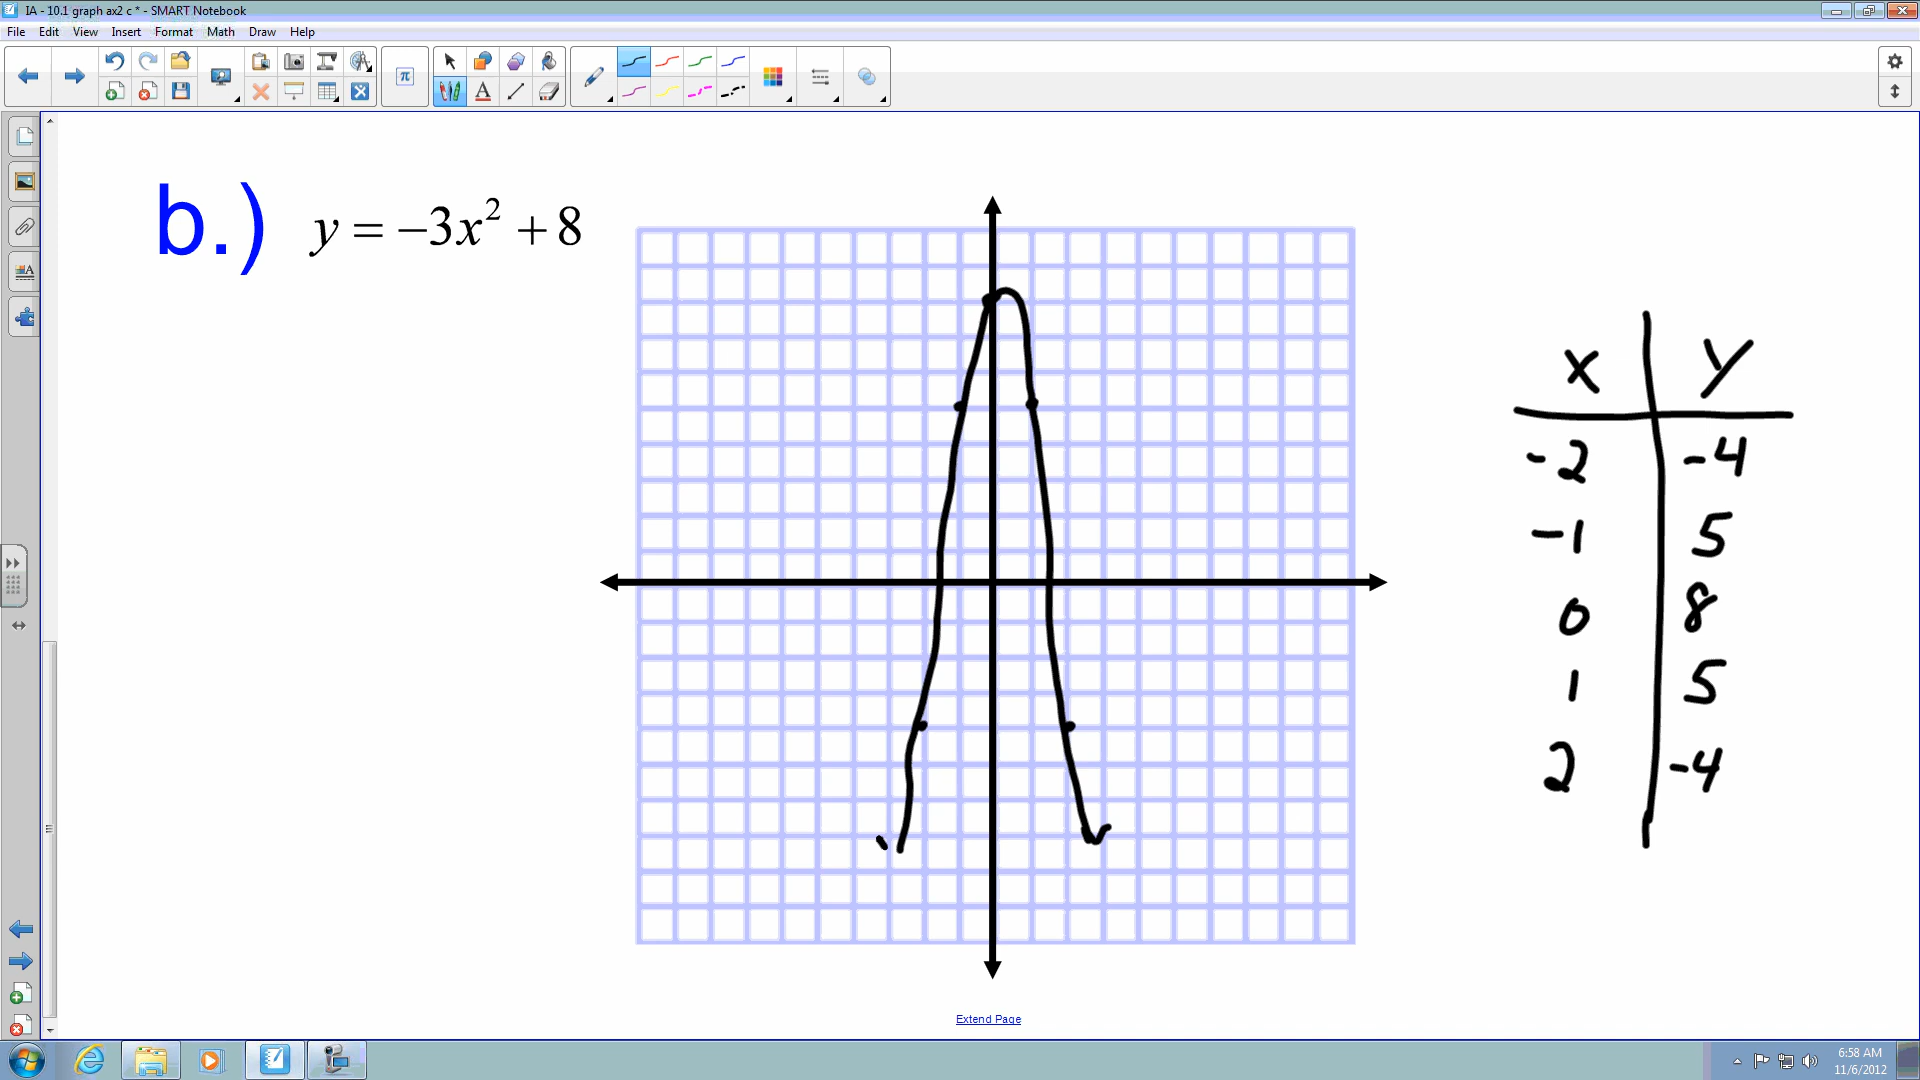 IA - 10.1 graph ax2 c * - SMART Notebook
File Edit View Insert Format Math Draw Help
b.) y = −3x² + 8
x y
-2 -4
-1 5
0 8
1 5
2 -4
Extend Page
6:58 AM
11/6/2012